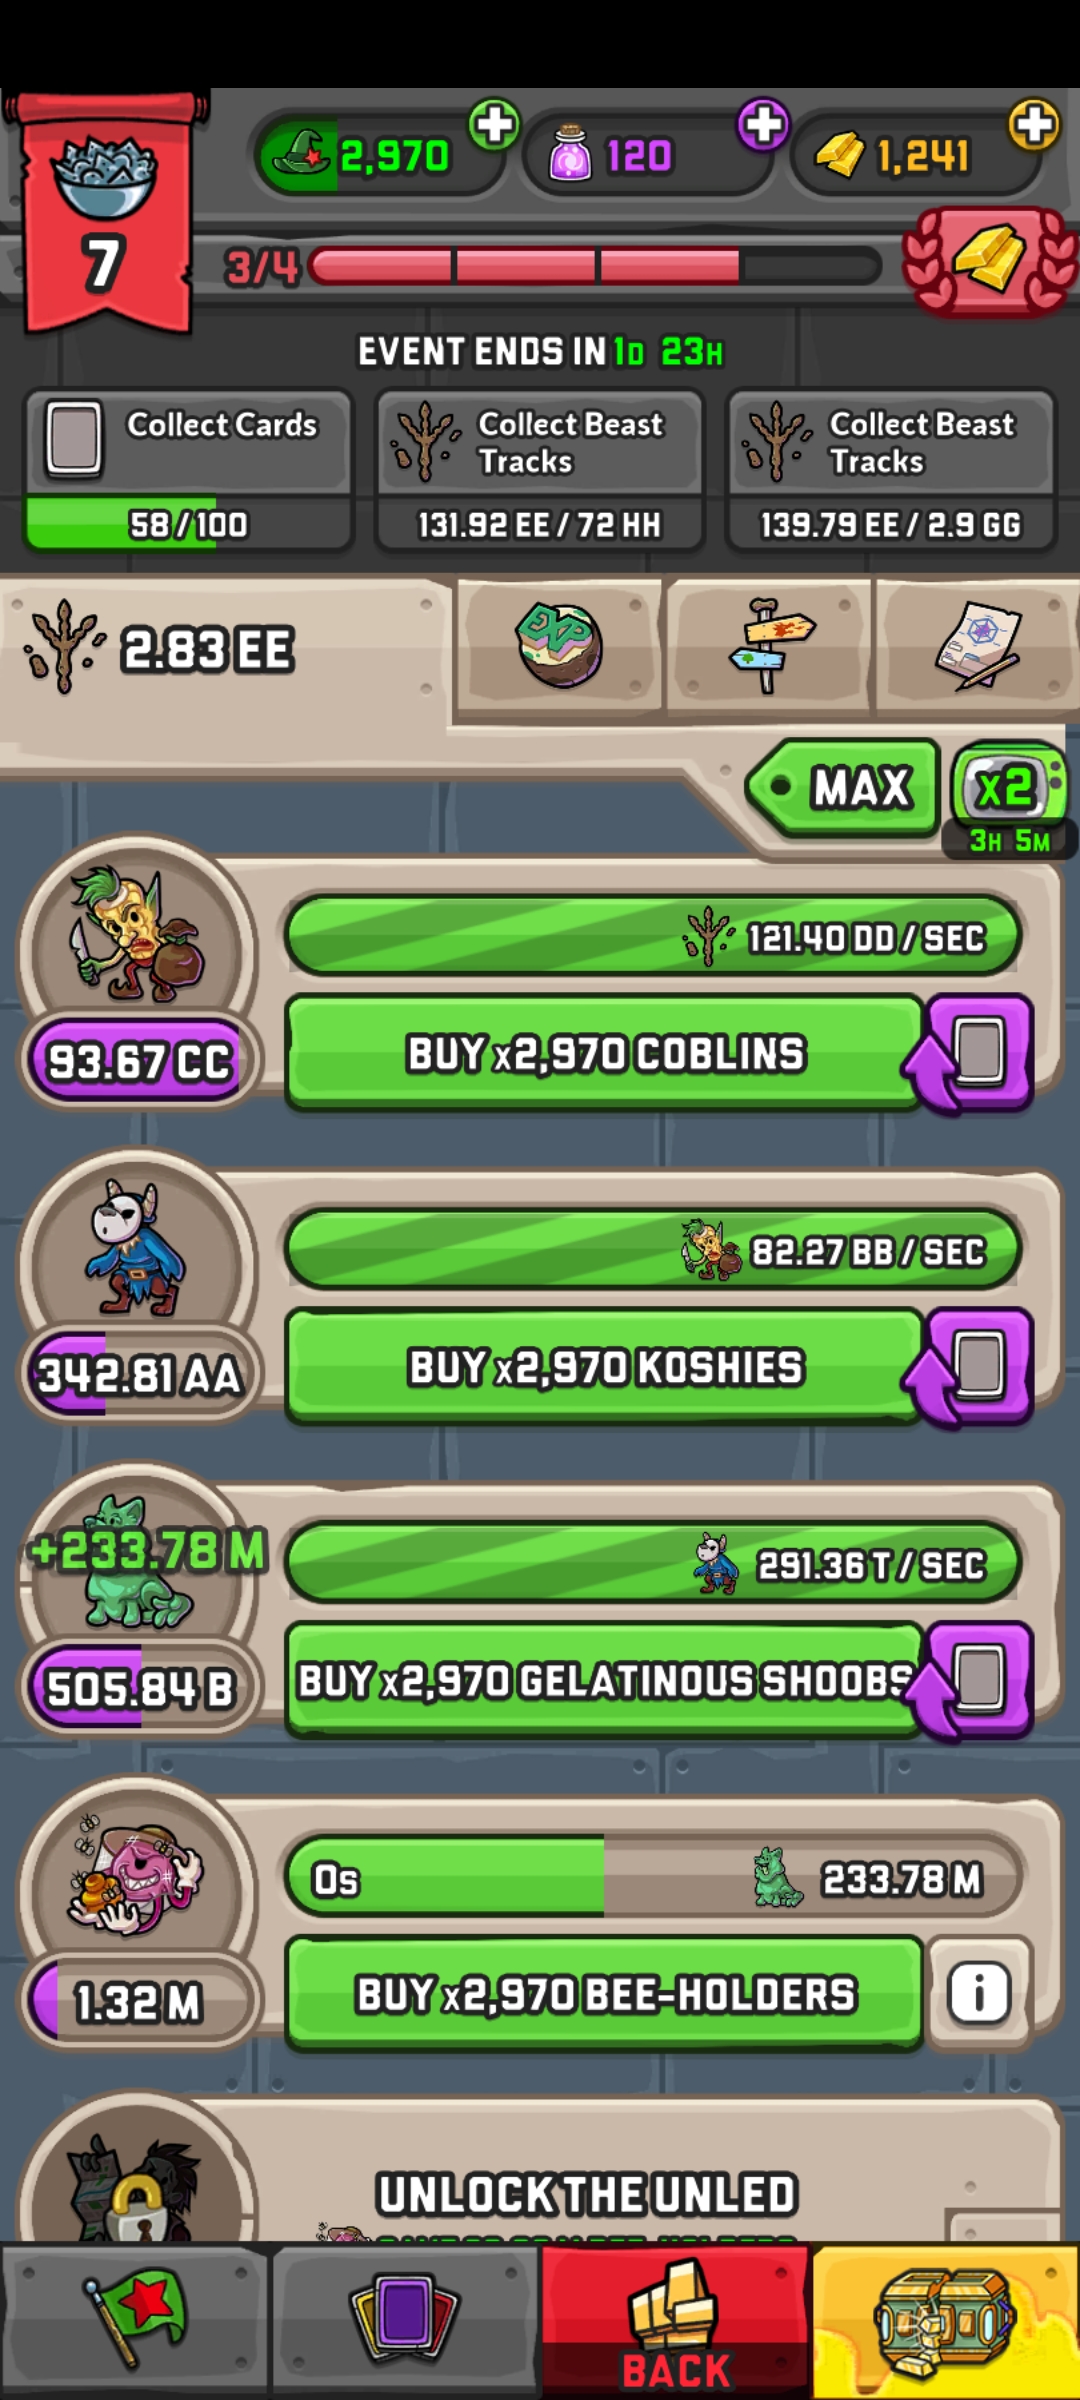 2,970
120
1,241
7
3/4
EVENT ENDS IN 1D 23H
Collect Cards
58 / 100
Collect Beast
Tracks
131.92 EE / 72 HH
Collect Beast
Tracks
139.79 EE / 2.9 GG
2.83 EE
EXP
MAX
x2
3H 5M
121.40 DD / SEC
93.67 CC
BUY x2,970 COBLINS
82.27 BB / SEC
342.81 AA
BUY x2,970 KOSHIES
+233.78 M
291.36 T / SEC
505.84 B
BUY x2,970 GELATINOUS SHOOBS
0s
233.78 M
1.32 M
BUY x2,970 BEE-HOLDERS
i
UNLOCK THE UNLED
BACK